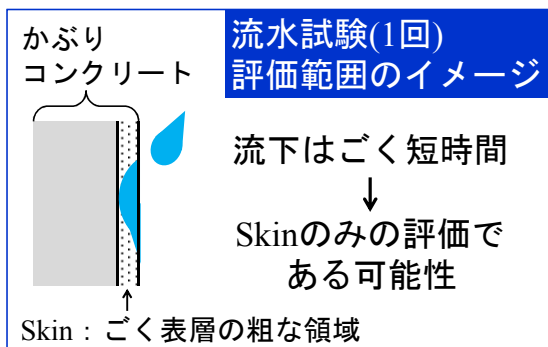 かぶり
コンクリート
流水試験(1回)
評価範囲のイメージ
流下はごく短時間
↓
Skinのみの評価で
ある可能性
↑
Skin：ごく表層の粗な領域